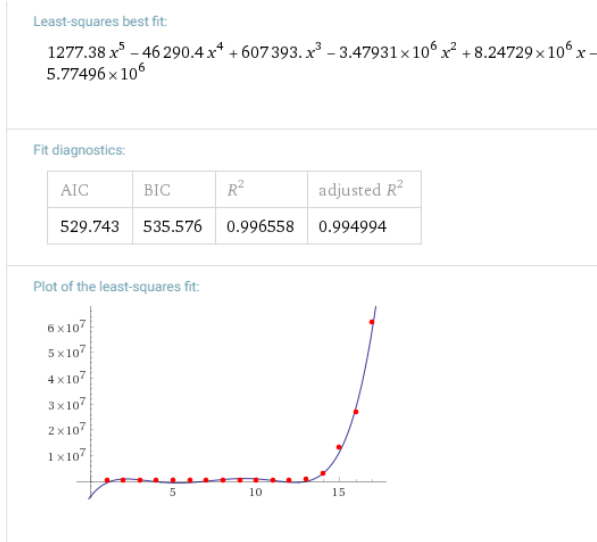 Least-squares best fit:
1277.38 x⁵ – 46 290.4 x⁴ + 607 393. x³ – 3.47931×10⁶ x² + 8.24729×10⁶ x –
5.77496×10⁶
Fit diagnostics:
AIC BIC R² adjusted R²
529.743 535.576 0.996558 0.994994
Plot of the least-squares fit:
6×10⁷
5×10⁷
4×10⁷
3×10⁷
2×10⁷
1×10⁷
5 10 15